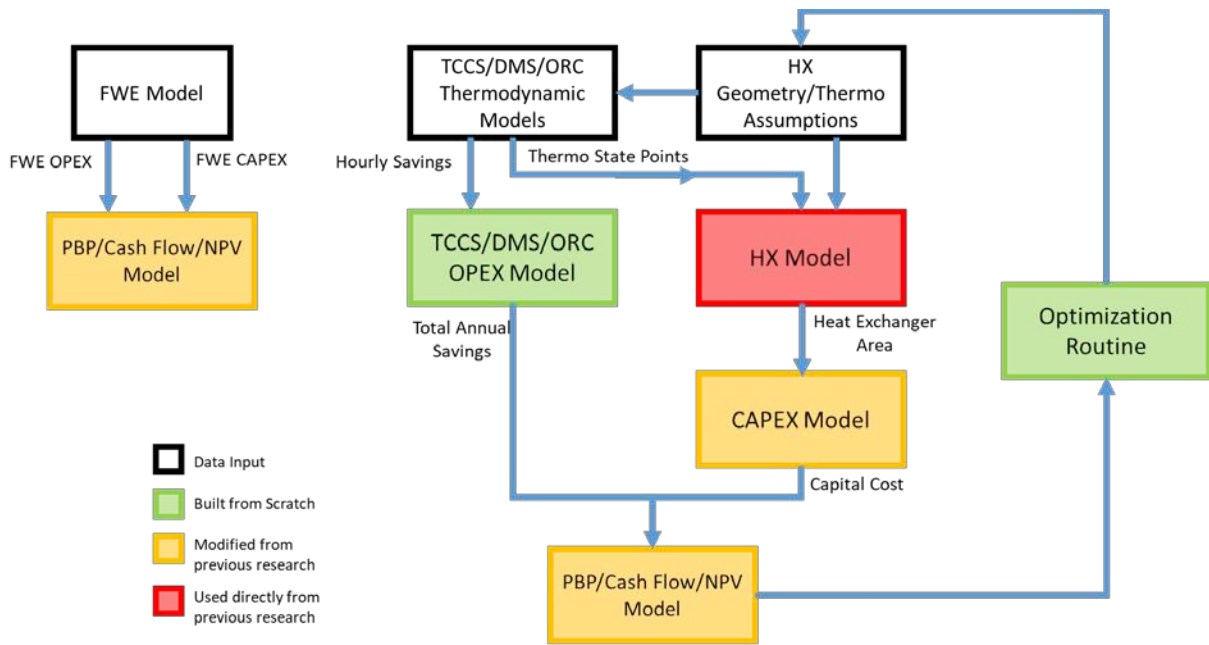 FWE Model
FWE OPEX
FWE CAPEX
PBP/Cash Flow/NPV
Model
TCCS/DMS/ORC
Thermodynamic
Models
HX
Geometry/Thermo
Assumptions
Hourly Savings
Thermo State Points
TCCS/DMS/ORC
OPEX Model
HX Model
Total Annual
Savings
Heat Exchanger
Area
Optimization
Routine
CAPEX Model
Capital Cost
PBP/Cash Flow/NPV
Model
Data Input
Built from Scratch
Modified from
previous research
Used directly from
previous research